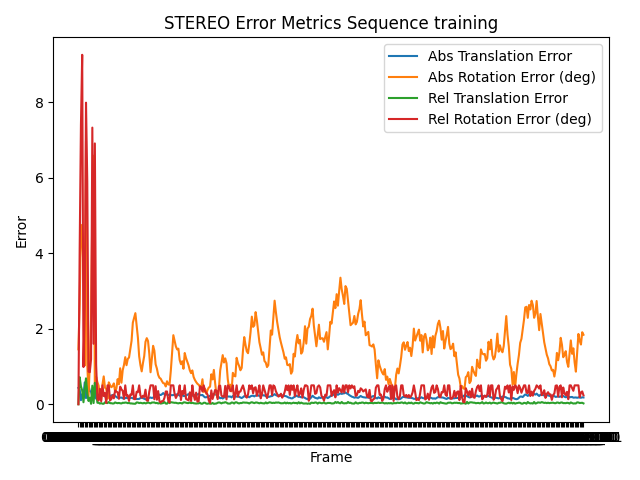 STEREO Error Metrics Sequence training
Abs Translation Error
Abs Rotation Error (deg)
Rel Translation Error
Rel Rotation Error (deg)
8
6
4
2
0
Error
Frame